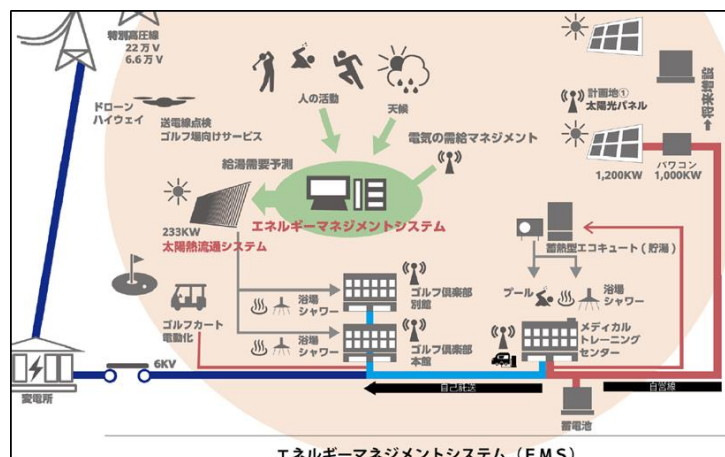 特別高圧線
22万V
6.6万V
ドローン
ハイウェイ
送電線点検
ゴルフ場向けサービス
人の活動
天候
計画地①
太陽光パネル
将来増設
電気の需給マネジメント
給湯需要予測
1,200KW
パワコン
1,000KW
エネルギーマネジメントシステム
233KW
太陽熱流通システム
蓄熱型エコキュート(貯湯)
プール
浴場
シャワー
浴場
シャワー
ゴルフ倶楽部
別館
ゴルフカート
電動化
浴場
シャワー
ゴルフ倶楽部
本館
メディカル
トレーニング
センター
6KV
変電所
自己託送
自営線
蓄電池
エネルギーマネジメントシステム(EMS)